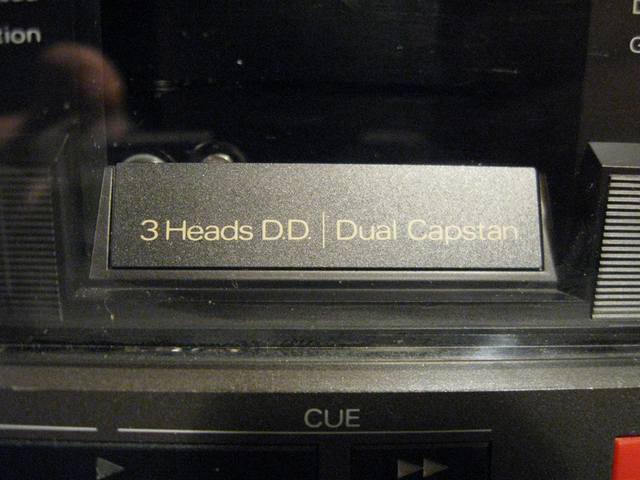 3 Heads D.D. | Dual Capstan
CUE